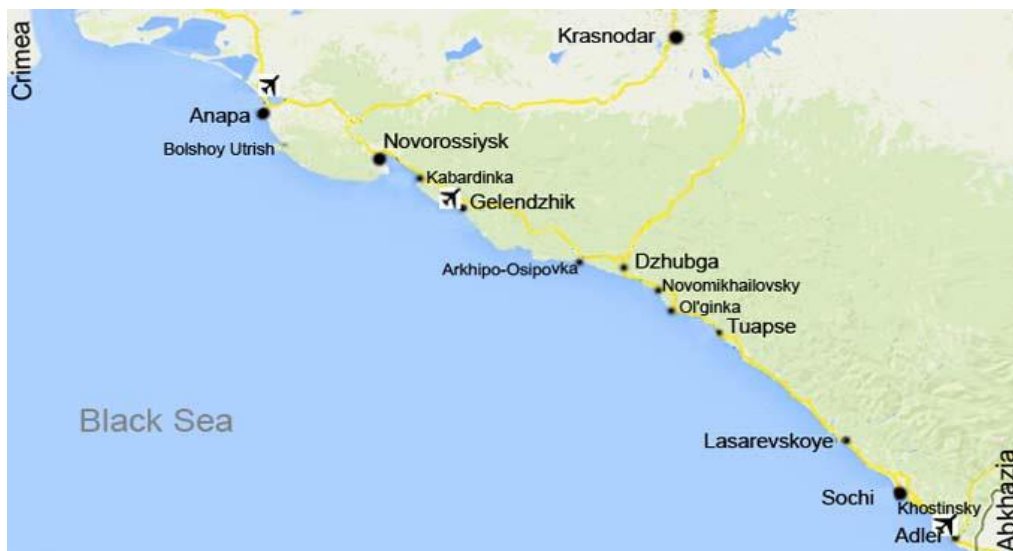 Crimea
Krasnodar
Anapa
Bolshoy Utrish
Novorossiysk
Kabardinka
Gelendzhik
Arkhipo-Osipovka
Dzhubga
Novomikhailovsky
Ol'ginka
Tuapse
Black Sea
Lasarevskoye
Sochi
Khostinsky
Adler
Abkhazia